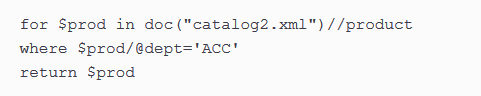 for $prod in doc("catalog2.xml")//product
where $prod/@dept='ACC'
return $prod